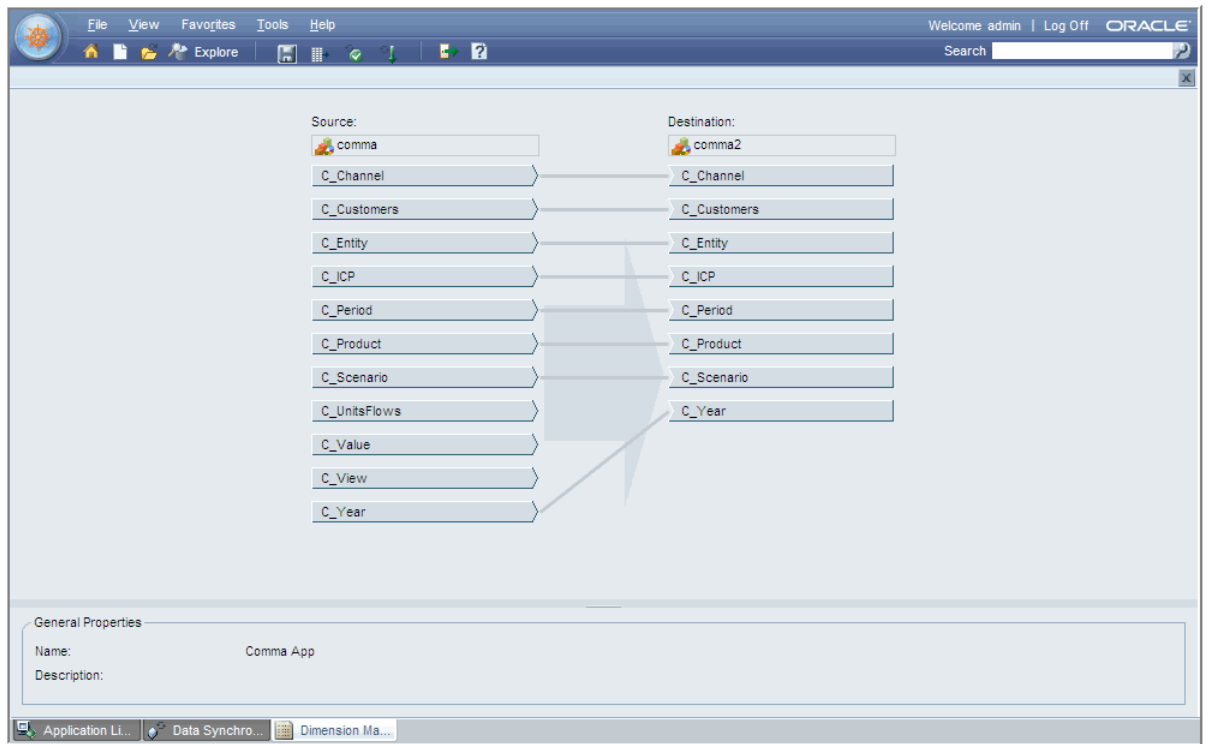 File View Favorites Tools Help Welcome admin | Log Off ORACLE
Explore Search
Source: Destination:
comma comma2
C_Channel C_Channel
C_Customers C_Customers
C_Entity C_Entity
C_ICP C_ICP
C_Period C_Period
C_Product C_Product
C_Scenario C_Scenario
C_UnitsFlows C_Year
C_Value
C_View
C_Year
General Properties
Name: Comma App
Description:
Application Li... Data Synchro... Dimension Ma...